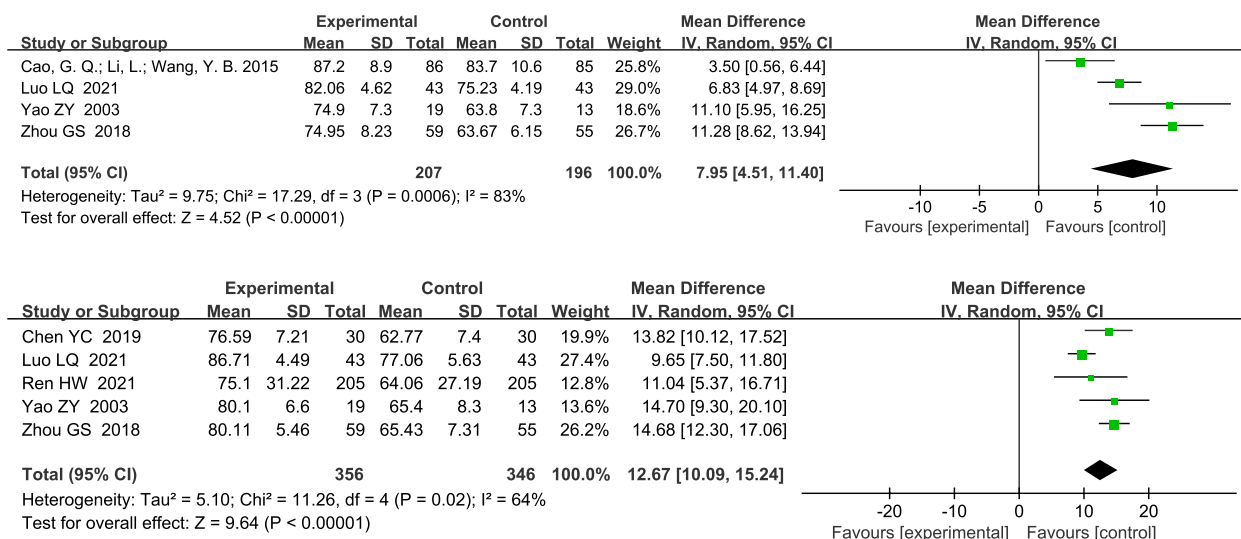 Experimental Control Mean Difference Mean Difference
Study or Subgroup Mean SD Total Mean SD Total Weight IV, Random, 95% CI IV, Random, 95% CI
Cao, G. Q.; Li, L.; Wang, Y. B. 2015 87.2 8.9 86 83.7 10.6 85 25.8% 3.50 [0.56, 6.44]
Luo LQ 2021 82.06 4.62 43 75.23 4.19 43 29.0% 6.83 [4.97, 8.69]
Yao ZY 2003 74.9 7.3 19 63.8 7.3 13 18.6% 11.10 [5.95, 16.25]
Zhou GS 2018 74.95 8.23 59 63.67 6.15 55 26.7% 11.28 [8.62, 13.94]
Total (95% CI) 207 196 100.0% 7.95 [4.51, 11.40]
Heterogeneity: Tau² = 9.75; Chi² = 17.29, df = 3 (P = 0.0006); I² = 83%
Test for overall effect: Z = 4.52 (P < 0.00001)
-10 -5 0 5 10
Favours [experimental] Favours [control]
Experimental Control Mean Difference Mean Difference
Study or Subgroup Mean SD Total Mean SD Total Weight IV, Random, 95% CI IV, Random, 95% CI
Chen YC 2019 76.59 7.21 30 62.77 7.4 30 19.9% 13.82 [10.12, 17.52]
Luo LQ 2021 86.71 4.49 43 77.06 5.63 43 27.4% 9.65 [7.50, 11.80]
Ren HW 2021 75.1 31.22 205 64.06 27.19 205 12.8% 11.04 [5.37, 16.71]
Yao ZY 2003 80.1 6.6 19 65.4 8.3 13 13.6% 14.70 [9.30, 20.10]
Zhou GS 2018 80.11 5.46 59 65.43 7.31 55 26.2% 14.68 [12.30, 17.06]
Total (95% CI) 356 346 100.0% 12.67 [10.09, 15.24]
Heterogeneity: Tau² = 5.10; Chi² = 11.26, df = 4 (P = 0.02); I² = 64%
Test for overall effect: Z = 9.64 (P < 0.00001)
-20 -10 0 10 20
Favours [experimental] Favours [control]